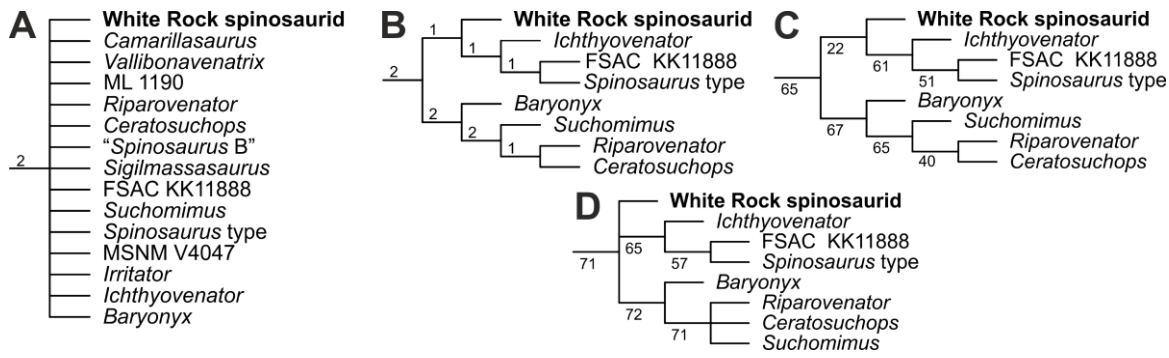 A
White Rock spinosaurid
Camarillasaurus
Vallibonavenatrix
ML 1190
Riparovenator
Ceratosuchops
“Spinosaurus B”
2
Sigilmassasaurus
FSAC KK11888
Suchomimus
Spinosaurus type
MSNM V4047
Irritator
Ichthyovenator
Baryonyx
B
White Rock spinosaurid
1
Ichthyovenator
1
FSAC KK11888
1
Spinosaurus type
2
Baryonyx
2
Suchomimus
2
Riparovenator
1
Ceratosuchops
C
White Rock spinosaurid
22
Ichthyovenator
61
FSAC KK11888
51
Spinosaurus type
65
Baryonyx
67
Suchomimus
65
Riparovenator
40
Ceratosuchops
D
White Rock spinosaurid
Ichthyovenator
65
FSAC KK11888
57
Spinosaurus type
71
Baryonyx
72
Riparovenator
71
Ceratosuchops
Suchomimus